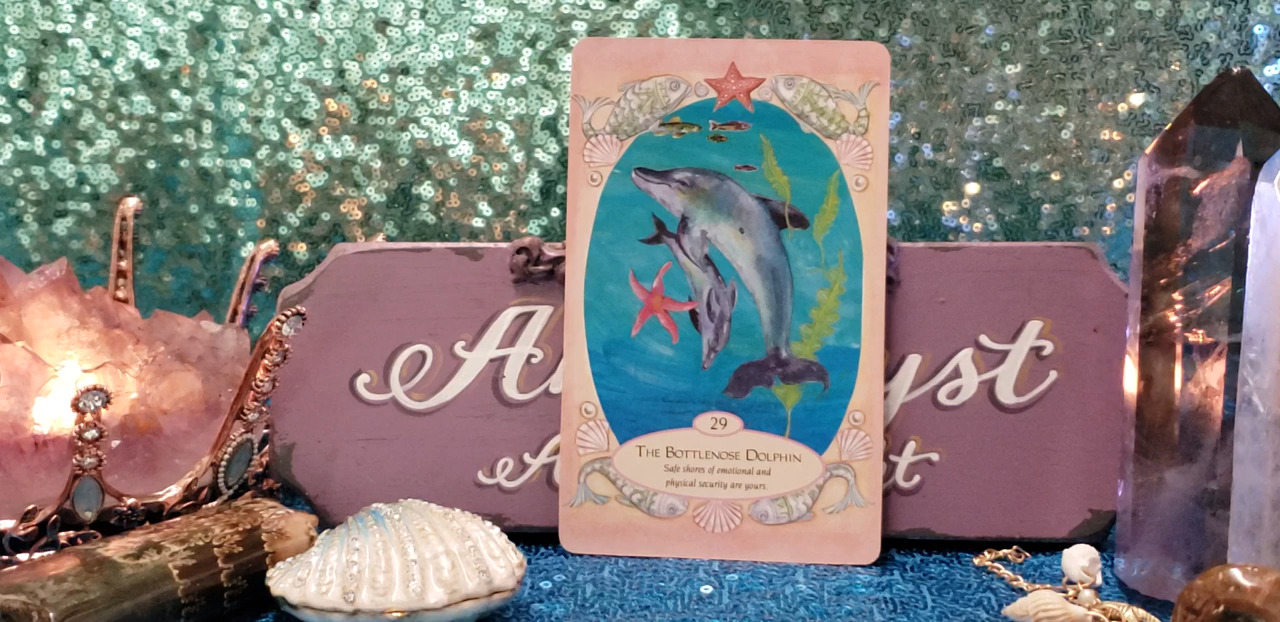 29
THE BOTTLENOSE DOLPHIN
Safe shores of emotional and
physical security are yours.